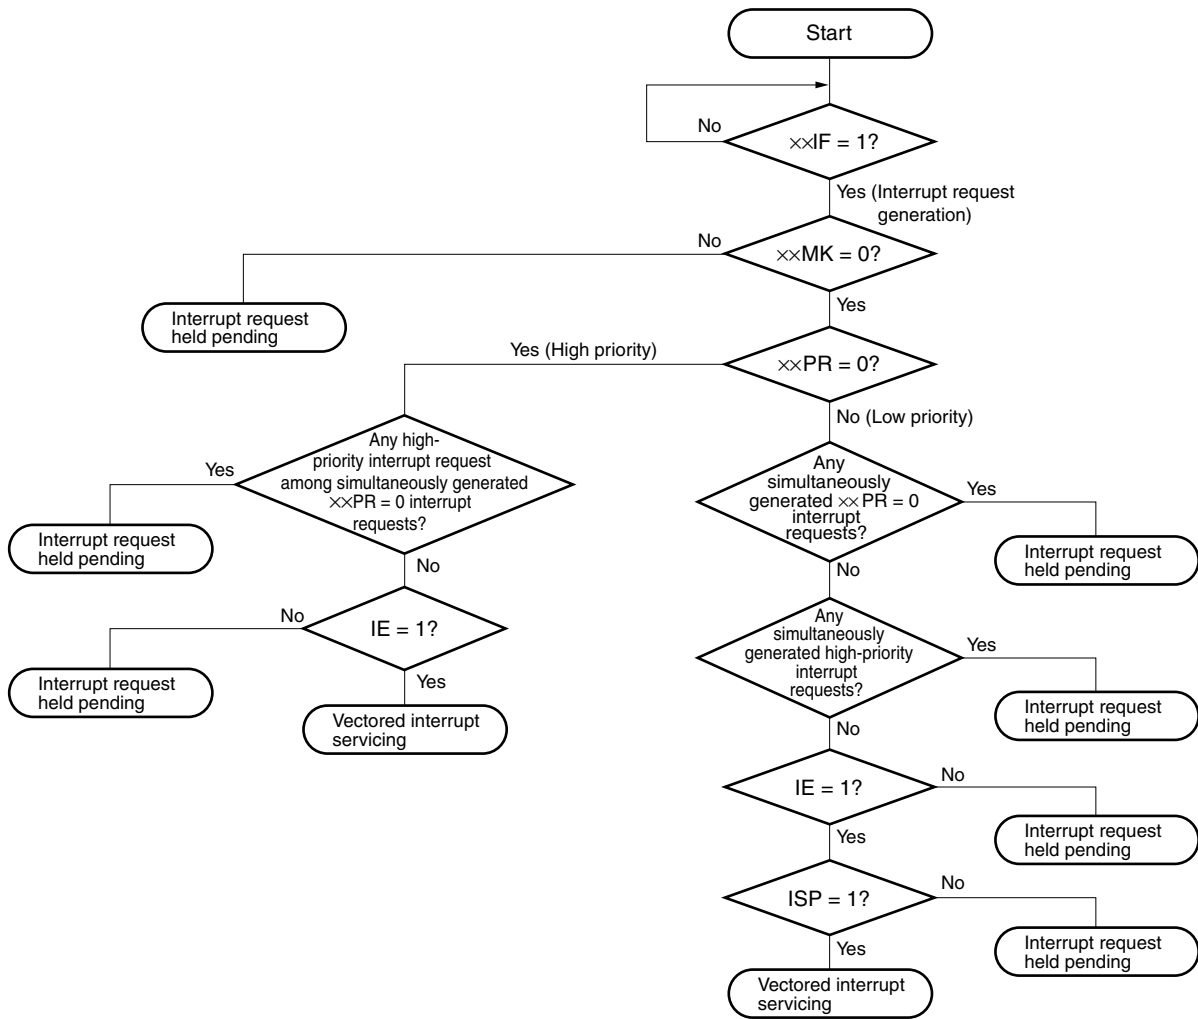 Start
No
××IF = 1?
Yes (Interrupt request
generation)
No
××MK = 0?
Interrupt request
held pending
Yes
Yes (High priority)
××PR = 0?
No (Low priority)
Any high-
priority interrupt request
among simultaneously generated
××PR = 0 interrupt
requests?
Yes
Interrupt request
held pending
No
Any
simultaneously
generated ×× PR = 0
interrupt
requests?
Yes
Interrupt request
held pending
No
No
IE = 1?
Interrupt request
held pending
Yes
Vectored interrupt
servicing
Any
simultaneously
generated high-priority
interrupt
requests?
Yes
Interrupt request
held pending
No
IE = 1?
No
Interrupt request
held pending
Yes
ISP = 1?
No
Interrupt request
held pending
Yes
Vectored interrupt
servicing